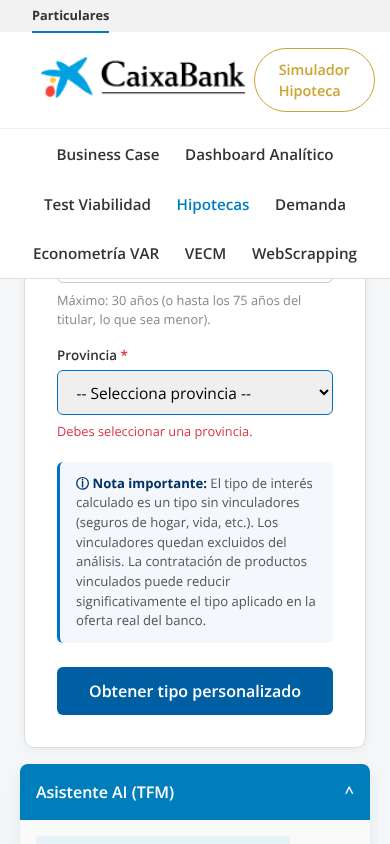 Particulares
CaixaBank
Simulador
Hipoteca
Business Case Dashboard Analítico
Test Viabilidad Hipotecas Demanda
Econometría VAR VECM WebScrapping
Máximo: 30 años (o hasta los 75 años del
titular, lo que sea menor).
Provincia *
-- Selecciona provincia --
Debes seleccionar una provincia.
ⓘ Nota importante: El tipo de interés
calculado es un tipo sin vinculadores
(seguros de hogar, vida, etc.). Los
vinculadores quedan excluidos del
análisis. La contratación de productos
vinculados puede reducir
significativamente el tipo aplicado en la
oferta real del banco.
Obtener tipo personalizado
Asistente AI (TFM) ^